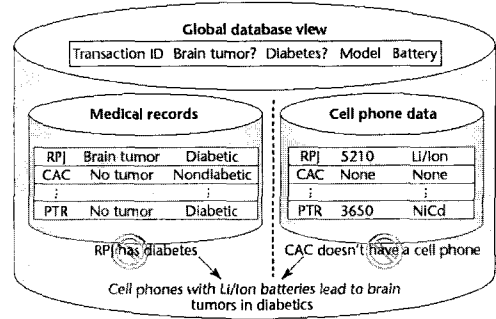 Global database view
Transaction ID Brain tumor? Diabetes? Model Battery
Medical records
RPJ Brain tumor Diabetic
CAC No tumor Nondiabetic
⋮ ⋮
PTR No tumor Diabetic
Cell phone data
RPJ 5210 Li/Ion
CAC None None
⋮ ⋮
PTR 3650 NiCd
RPJ has diabetes
CAC doesn't have a cell phone
Cell phones with Li/Ion batteries lead to brain
tumors in diabetics